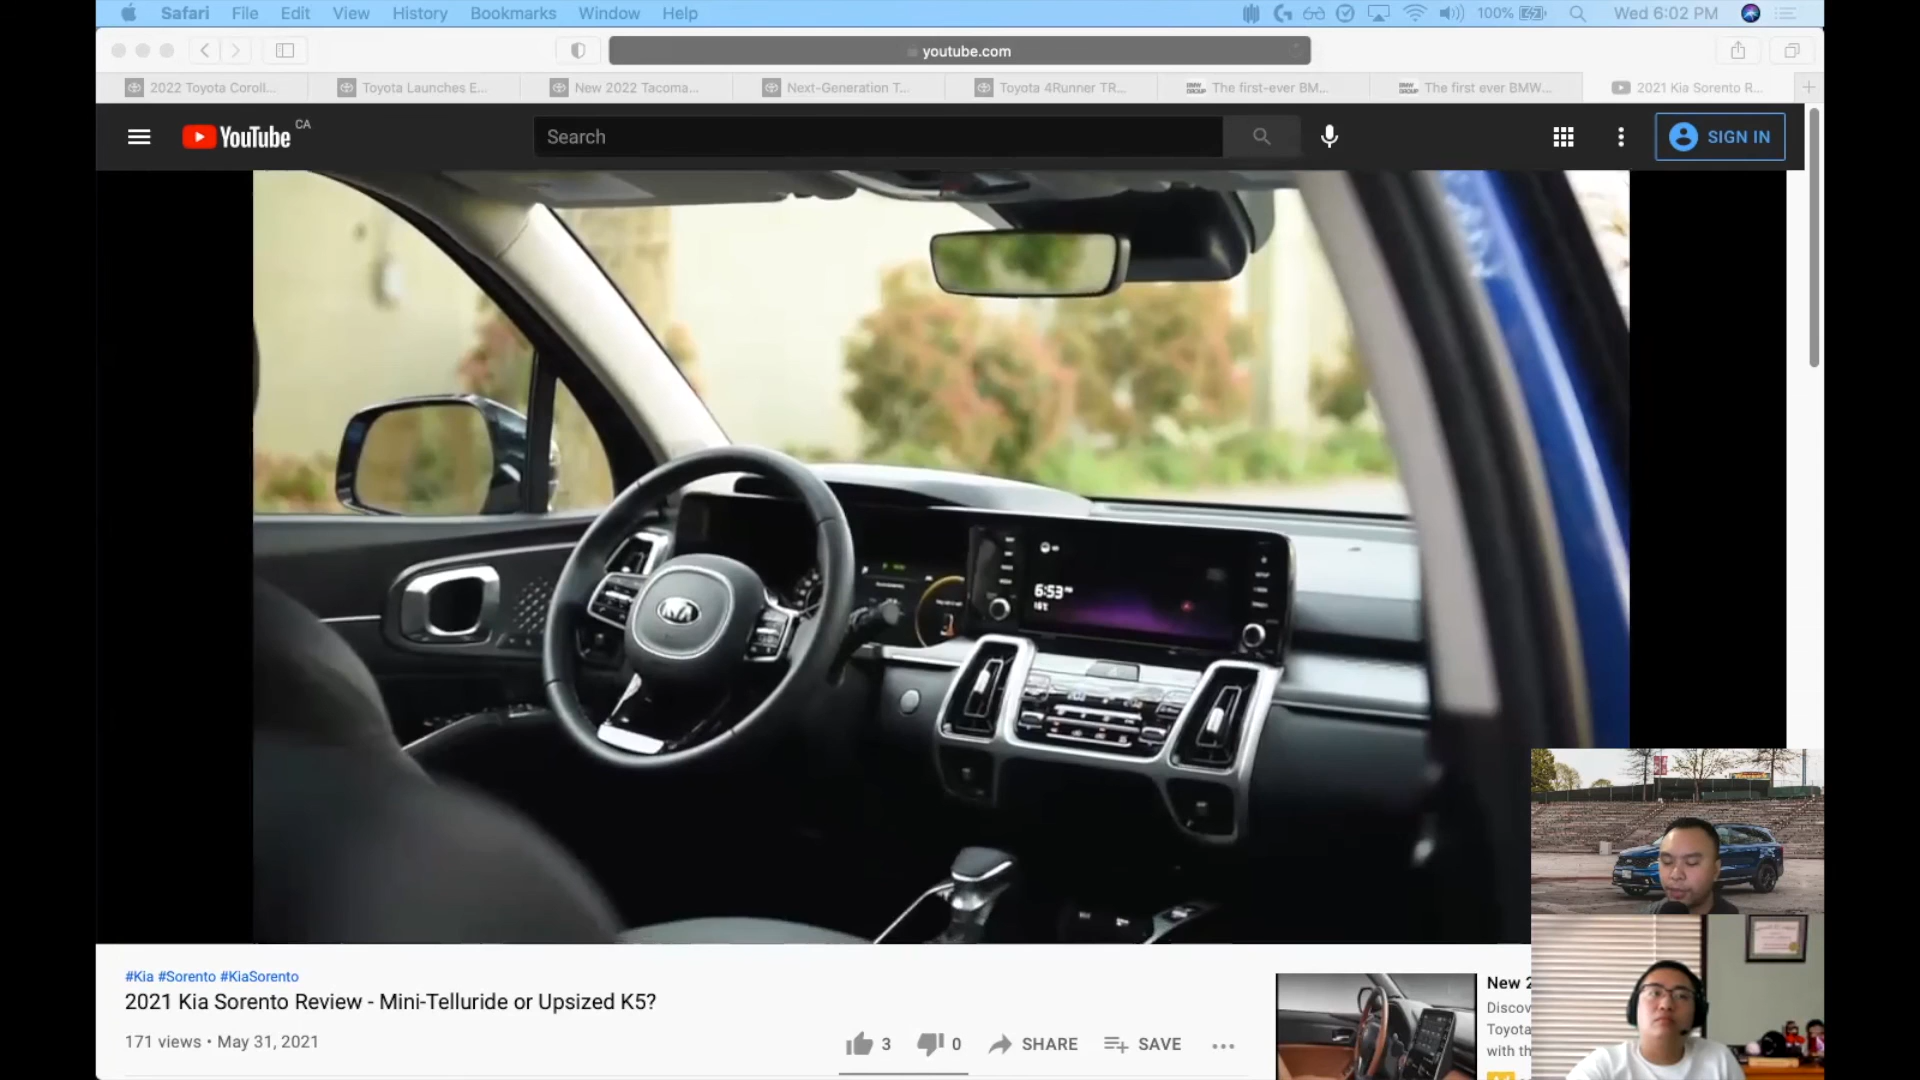 Safari File Edit View History Bookmarks Window Help 100% Wed 6:02 PM
youtube.com
2022 Toyota Coroll... Toyota Launches E... New 2022 Tacoma... Next-Generation T... Toyota 4Runner TR... The first-ever BM... The first ever BMW... 2021 Kia Sorento R...
YouTube CA Search SIGN IN
6:53
KIA
#Kia #Sorento #KiaSorento
2021 Kia Sorento Review - Mini-Telluride or Upsized K5?
171 views • May 31, 2021
3 0 SHARE SAVE
New 2
Discov
Toyota
with th
Ad